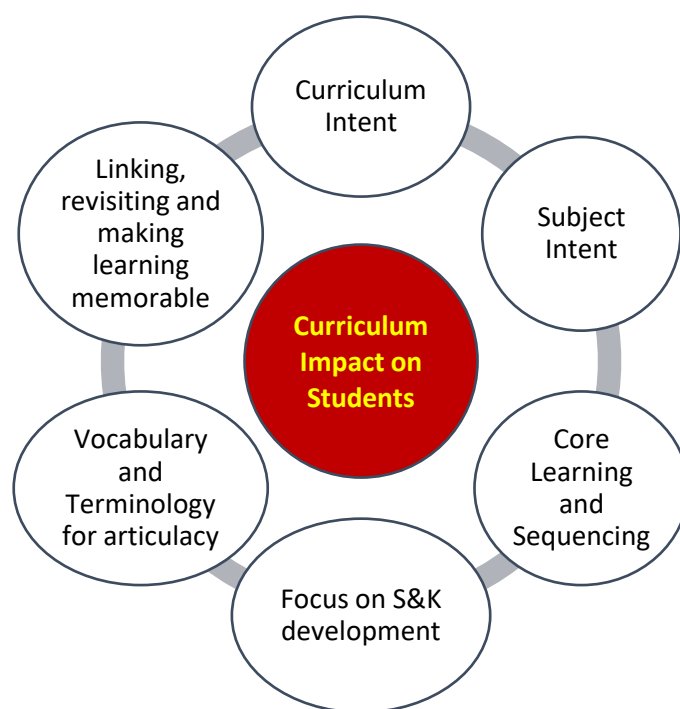 Curriculum
Intent
Subject
Intent
Core
Learning
and
Sequencing
Focus on S&K
development
Vocabulary
and
Terminology
for articulacy
Linking,
revisiting and
making
learning
memorable
Curriculum
Impact on
Students